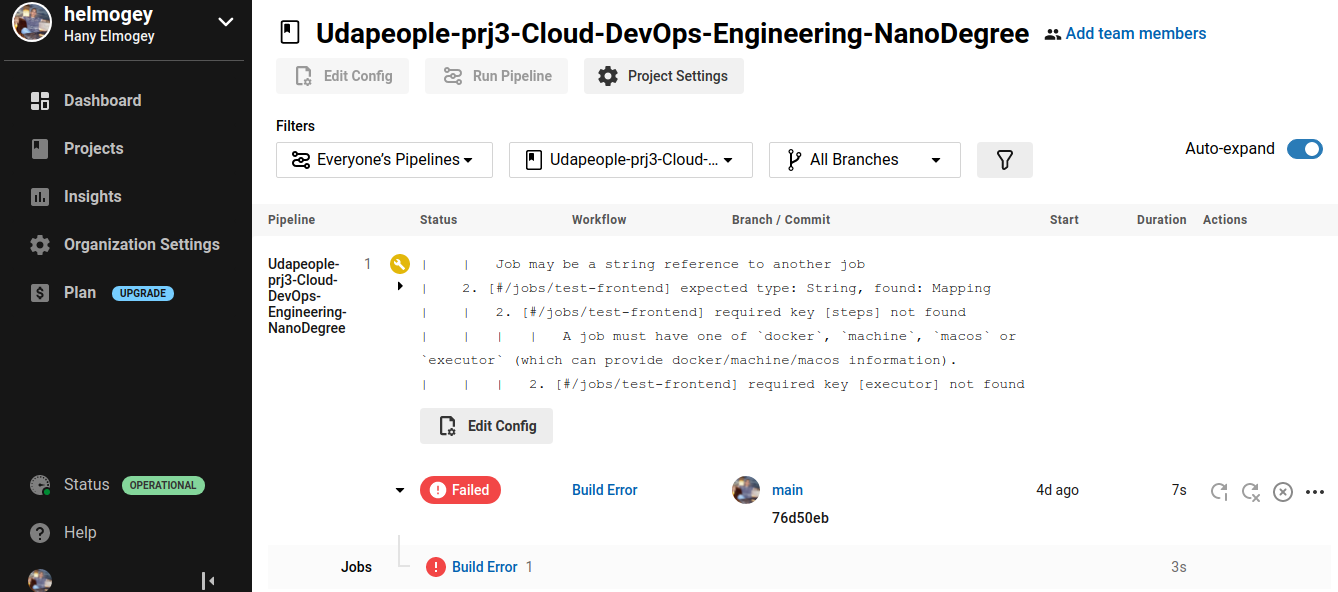 helmogey
Hany Elmogey
Dashboard
Projects
Insights
Organization Settings
Plan UPGRADE
Status OPERATIONAL
Help
Udapeople-prj3-Cloud-DevOps-Engineering-NanoDegree Add team members
Edit Config Run Pipeline Project Settings
Filters
Everyone's Pipelines Udapeople-prj3-Cloud-... All Branches Auto-expand
Pipeline Status Workflow Branch / Commit Start Duration Actions
Udapeople-
prj3-Cloud-
DevOps-
Engineering-
NanoDegree
1
| | Job may be a string reference to another job
| 2. [#/jobs/test-frontend] expected type: String, found: Mapping
| | 2. [#/jobs/test-frontend] required key [steps] not found
| | | | A job must have one of `docker`, `machine`, `macos` or
`executor` (which can provide docker/machine/macos information).
| | | 2. [#/jobs/test-frontend] required key [executor] not found
Edit Config
Failed Build Error main 4d ago 7s
76d50eb
Jobs Build Error 1 3s